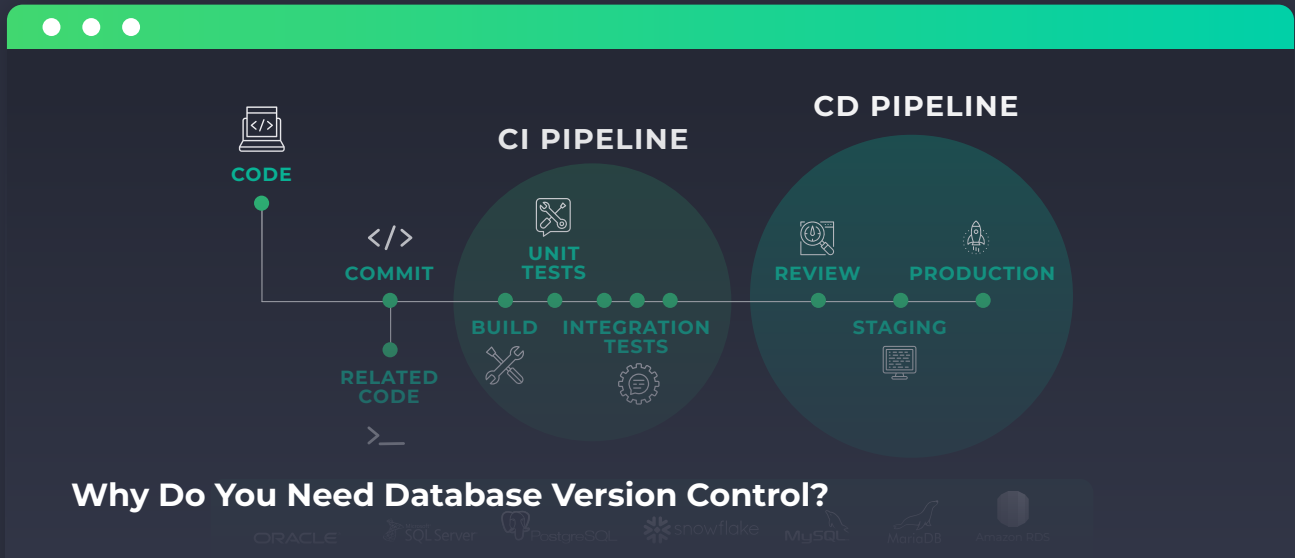 CD PIPELINE
CI PIPELINE
</>
CODE
</>
COMMIT
UNIT
TESTS
REVIEW
PRODUCTION
BUILD
INTEGRATION
TESTS
STAGING
RELATED
CODE
>_
Why Do You Need Database Version Control?
ORACLE
SQL Server
PostgreSQL
snowflake
MySQL
MariaDB
Amazon RDS